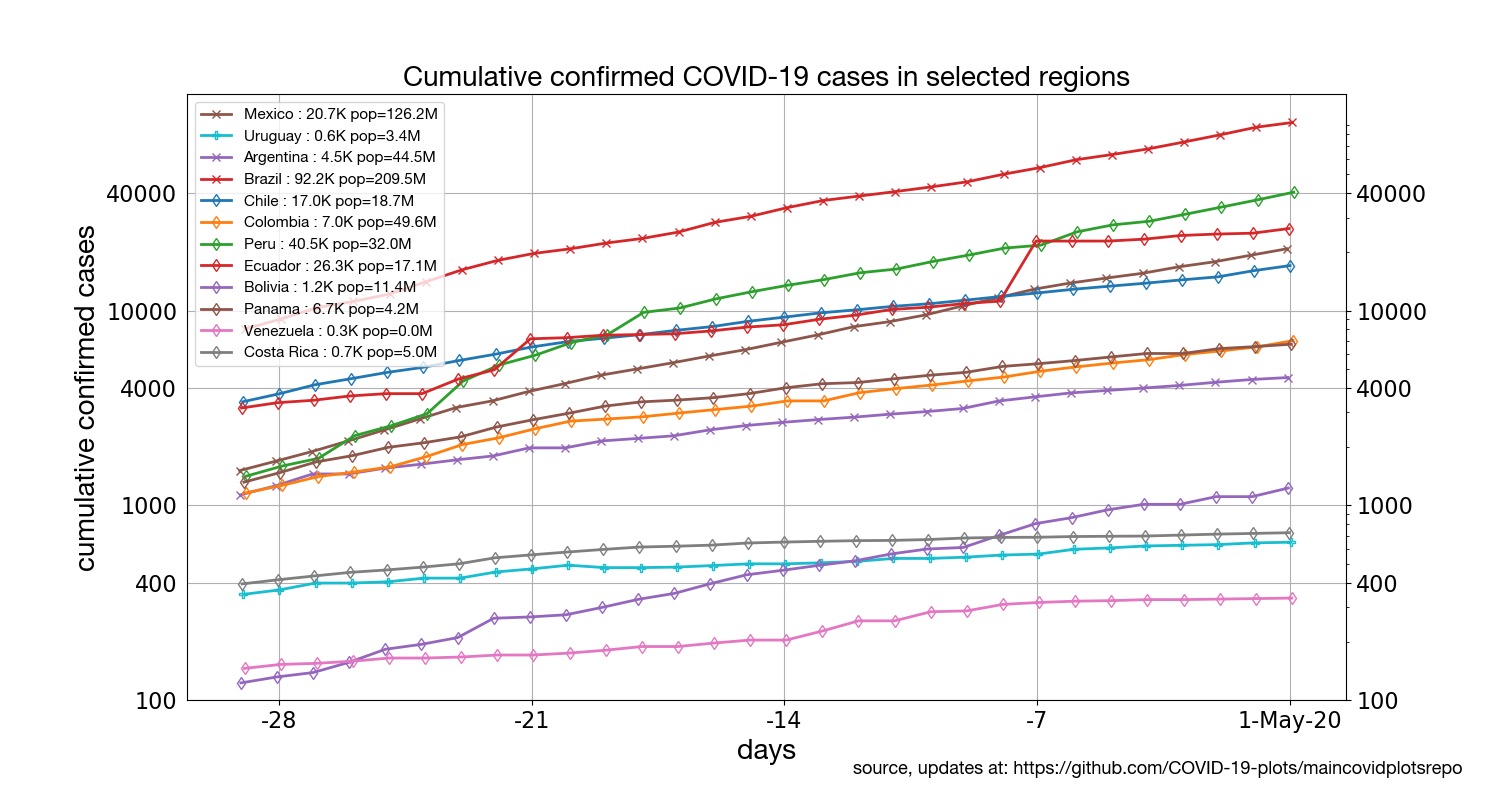 Cumulative confirmed COVID-19 cases in selected regions
Mexico : 20.7K pop=126.2M
Uruguay : 0.6K pop=3.4M
Argentina : 4.5K pop=44.5M
Brazil : 92.2K pop=209.5M
Chile : 17.0K pop=18.7M
Colombia : 7.0K pop=49.6M
Peru : 40.5K pop=32.0M
Ecuador : 26.3K pop=17.1M
Bolivia : 1.2K pop=11.4M
Panama : 6.7K pop=4.2M
Venezuela : 0.3K pop=0.0M
Costa Rica : 0.7K pop=5.0M
cumulative confirmed cases
40000
10000
4000
1000
400
100
40000
10000
4000
1000
400
100
-28 -21 -14 -7 1-May-20
days
source, updates at: https://github.com/COVID-19-plots/maincovidplotsrepo